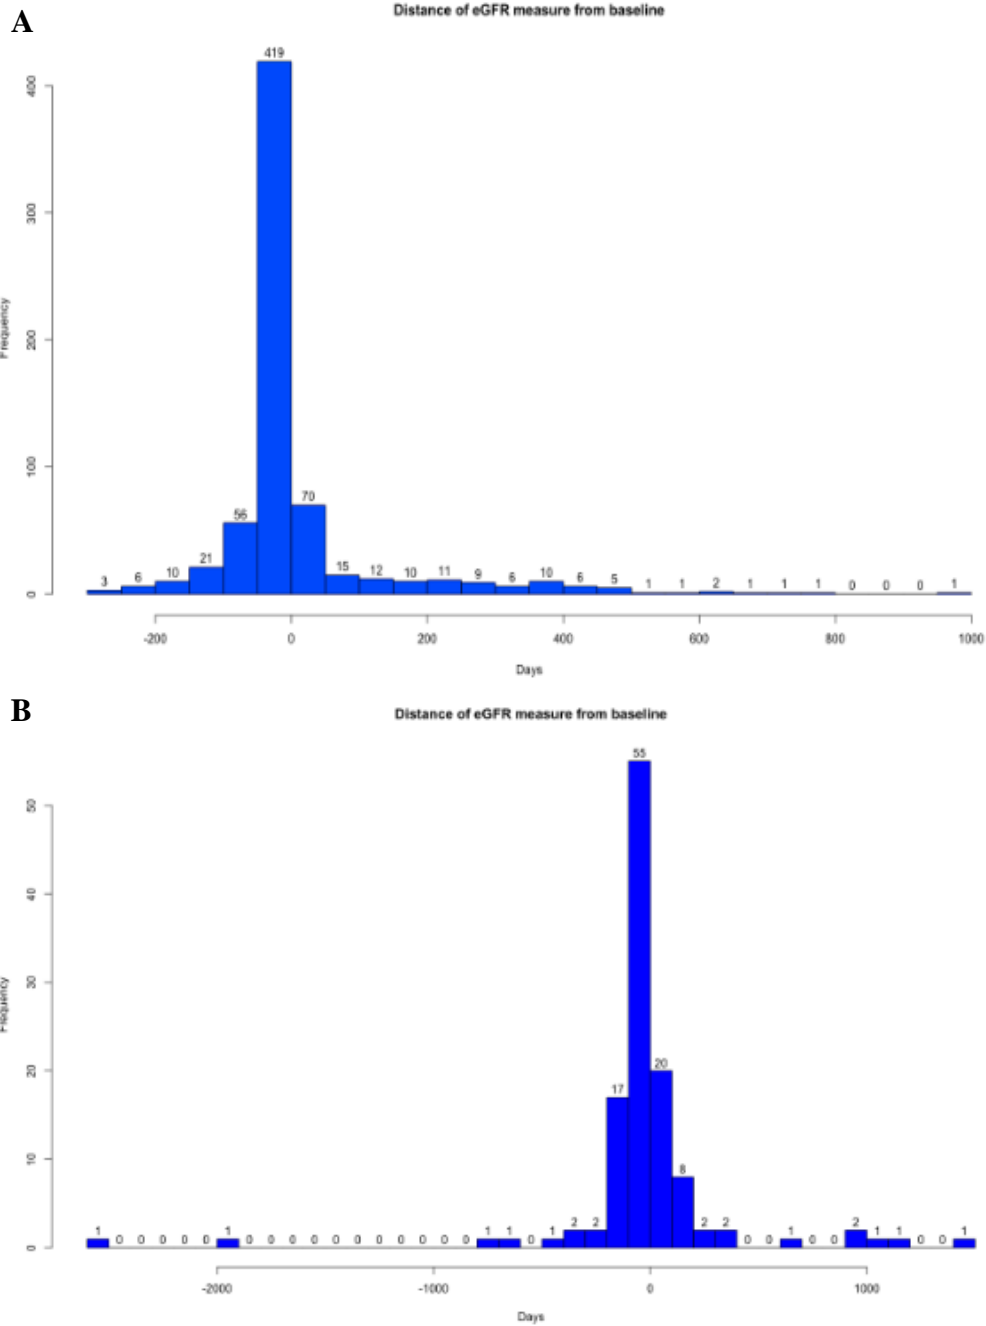 A
Distance of eGFR measure from baseline
419
400
300
200
100
0
Frequency
3 6 10 21 56 70 15 12 10 11 9 6 10 6 5 1 1 2 1 1 1 0 0 0 1
-200 0 200 400 600 800 1000
Days
B
Distance of eGFR measure from baseline
55
50
40
30
20
10
0
Frequency
1 0 0 0 0 0 1 0 0 0 0 0 0 0 0 0 0 0 1 1 0 1 2 2 17 20 8 2 2 0 0 1 0 0 2 1 1 0 0 1
-2000 -1000 0 1000
Days